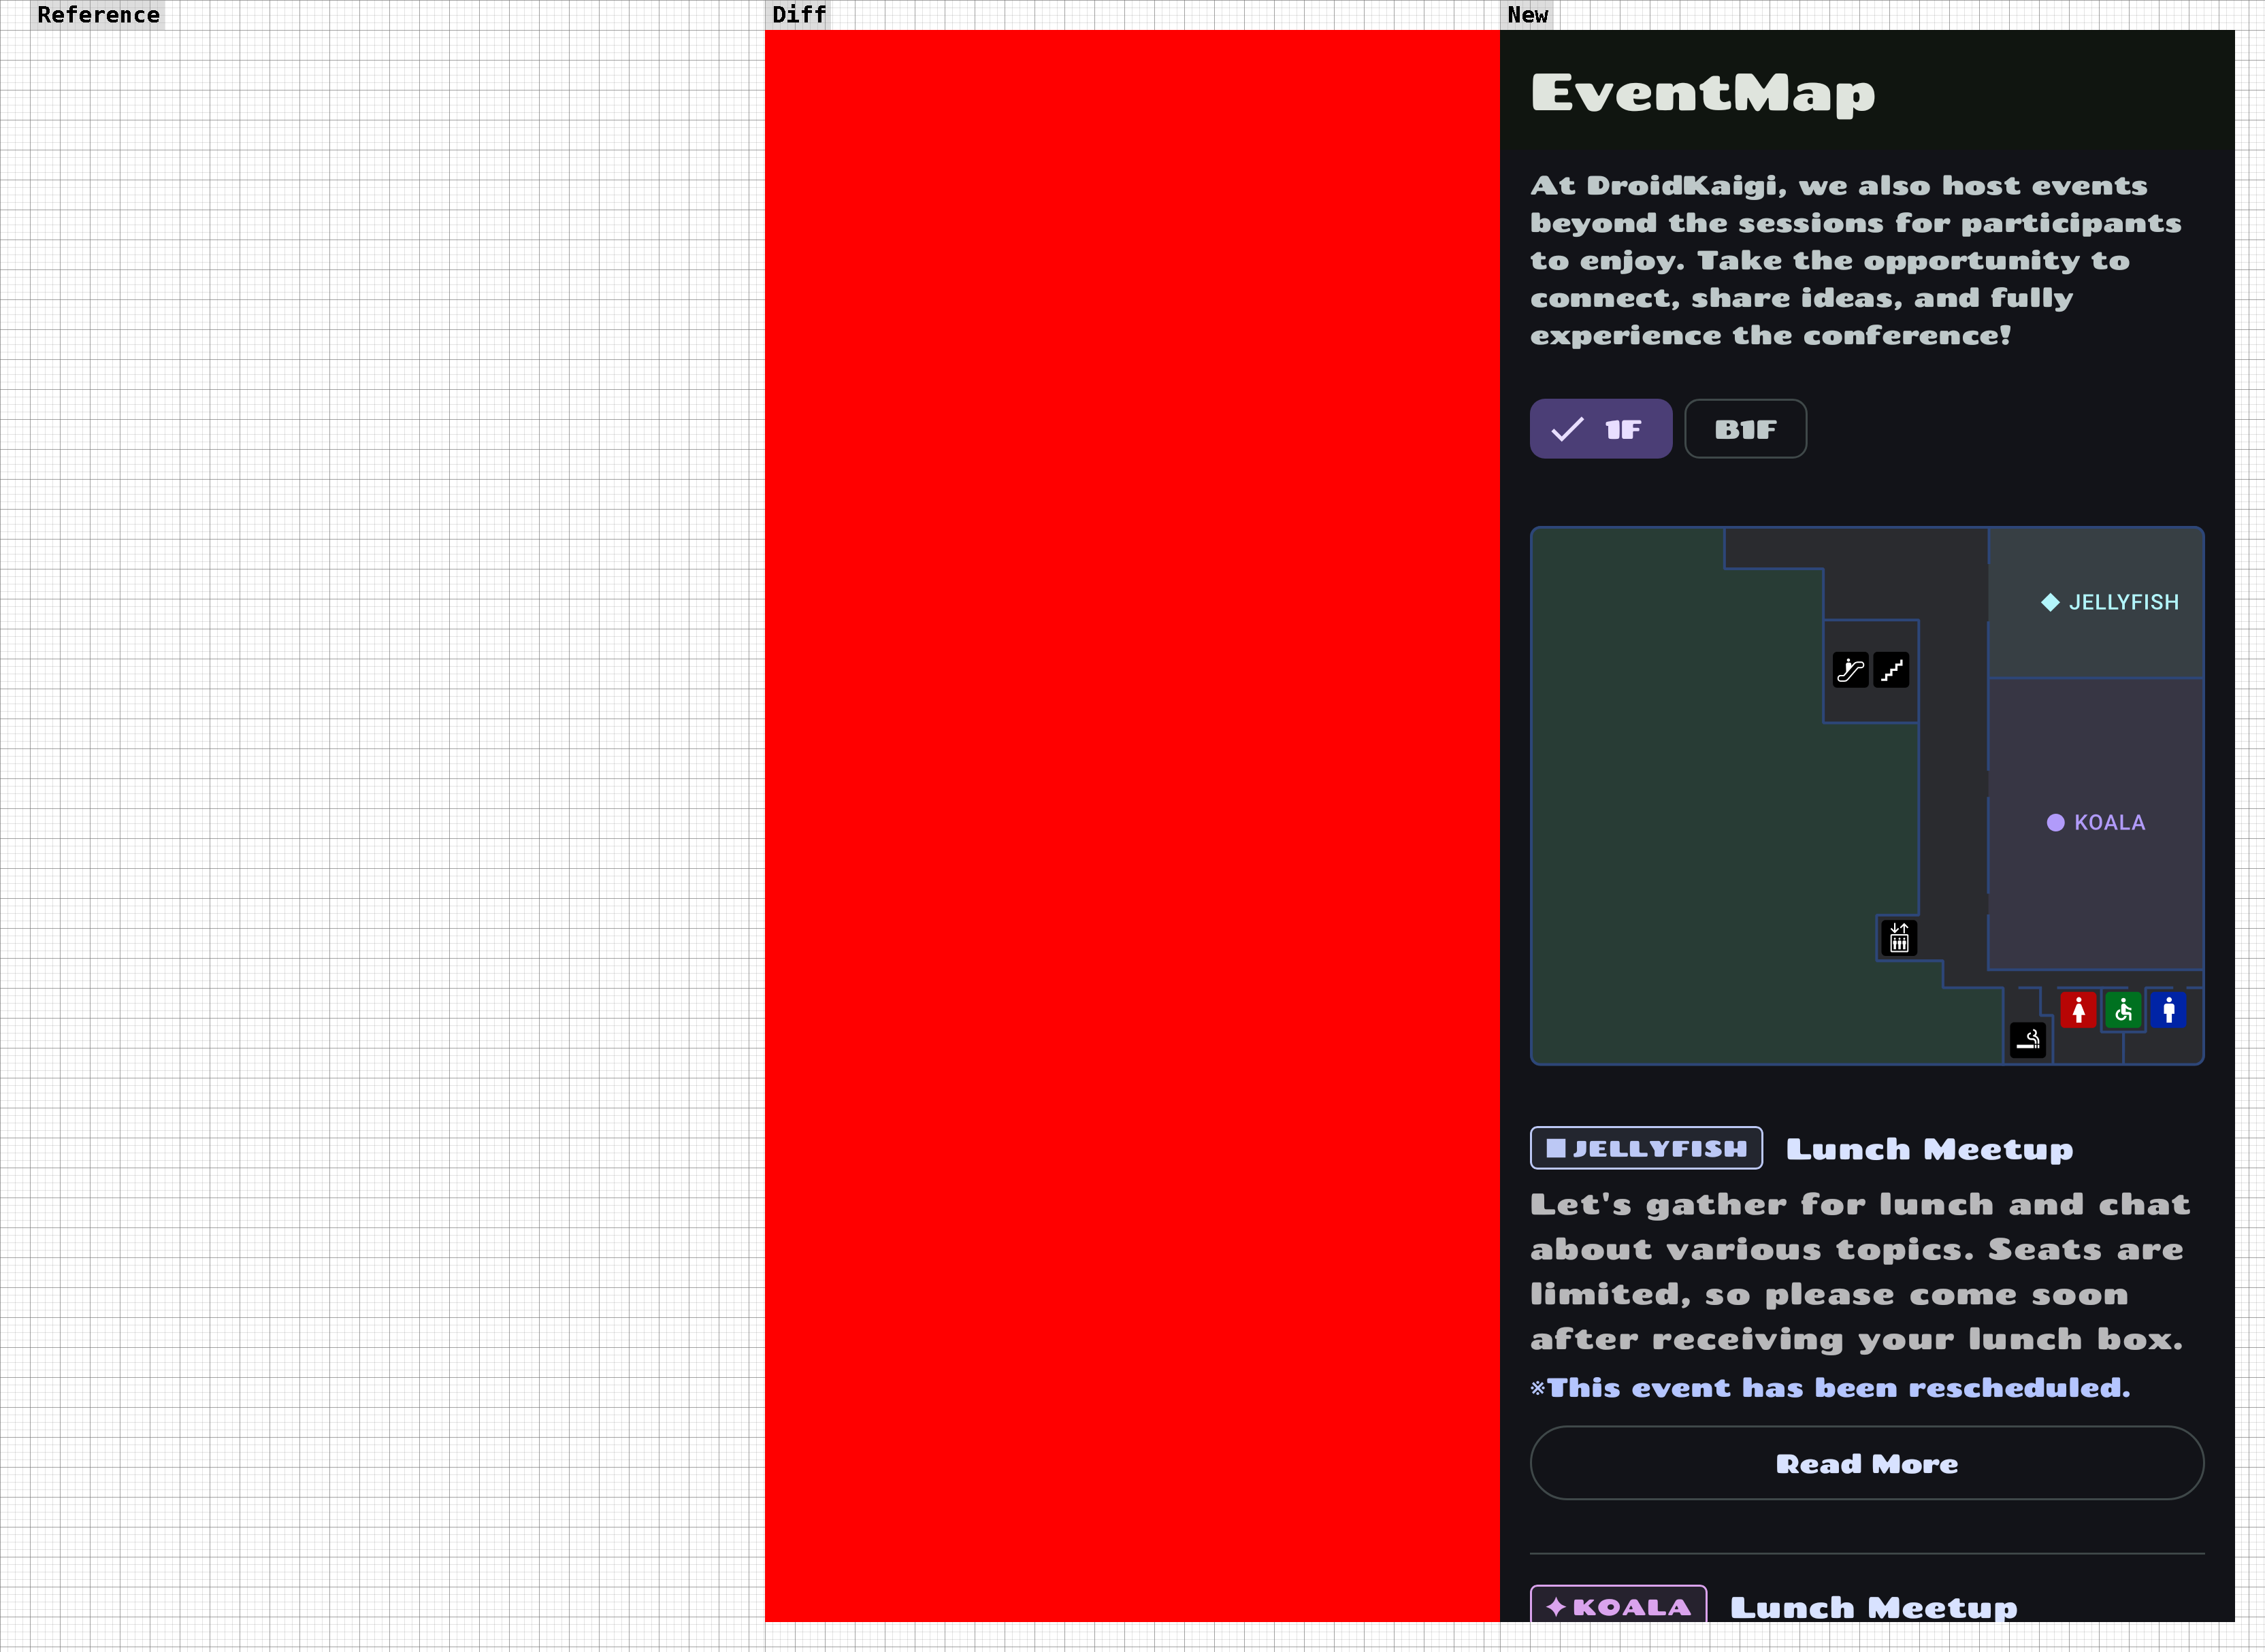 Reference
Diff
New
EventMap
At DroidKaigi, we also host events
beyond the sessions for participants
to enjoy. Take the opportunity to
connect, share ideas, and fully
experience the conference!
1F
B1F
JELLYFISH
KOALA
JELLYFISH
Lunch Meetup
Let's gather for lunch and chat
about various topics. Seats are
limited, so please come soon
after receiving your lunch box.
※This event has been rescheduled.
Read More
KOALA
Lunch Meetup